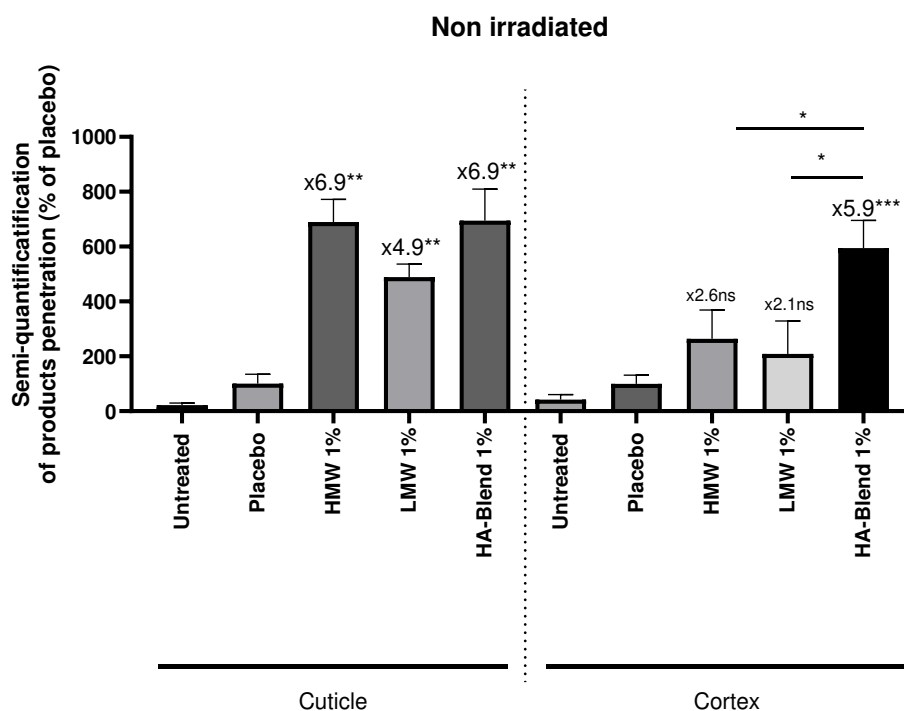 Non irradiated
Semi-quantificatification
of products penetration (% of placebo)
1000
800
600
400
200
0
x6.9**
x4.9**
x6.9**
x2.6ns
x2.1ns
x5.9***
*
*
Untreated
Placebo
HMW 1%
LMW 1%
HA-Blend 1%
Untreated
Placebo
HMW 1%
LMW 1%
HA-Blend 1%
Cuticle
Cortex